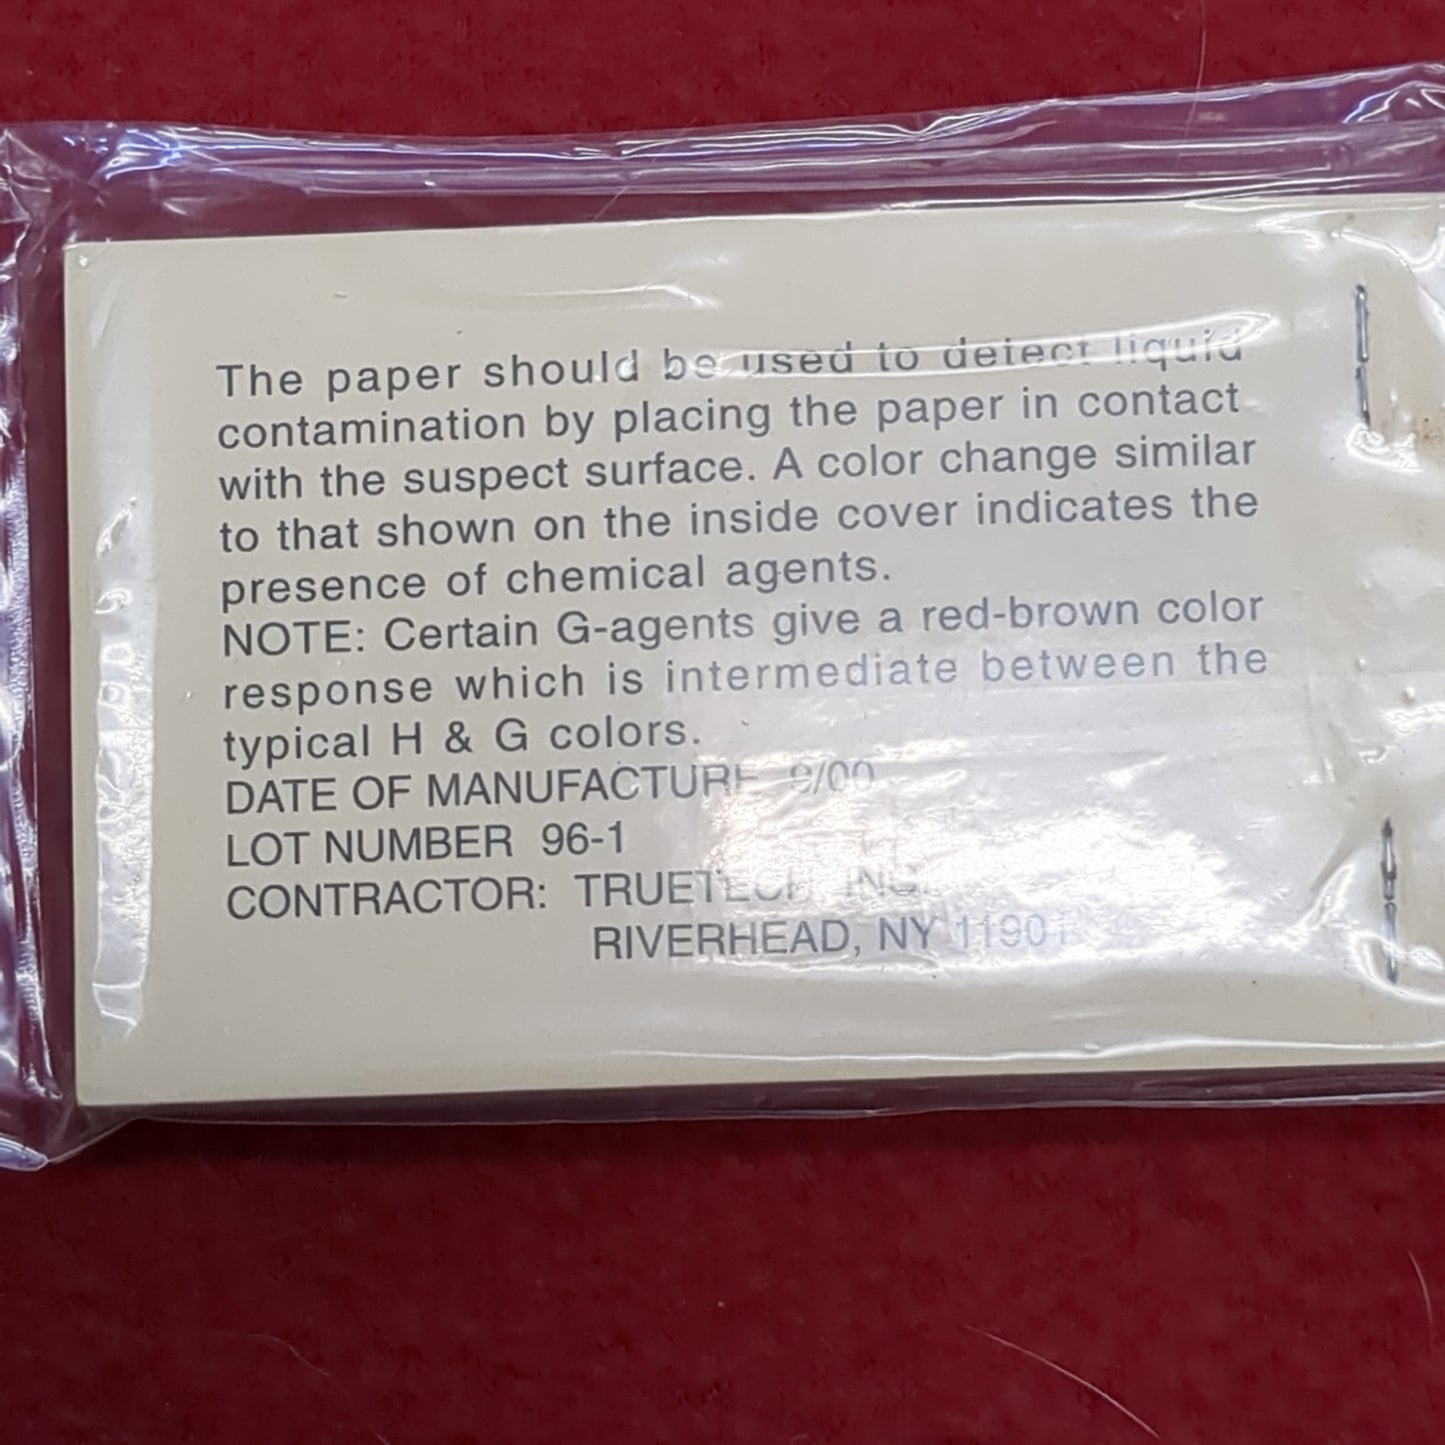 The paper should be used to detect liquid
contamination by placing the paper in contact
with the suspect surface. A color change similar
to that shown on the inside cover indicates the
presence of chemical agents.
NOTE: Certain G-agents give a red-brown color
response which is intermediate between the
typical H & G colors.
DATE OF MANUFACTURE
LOT NUMBER 96-1
CONTRACTOR: TRUETECH INC.
RIVERHEAD, NY 11901